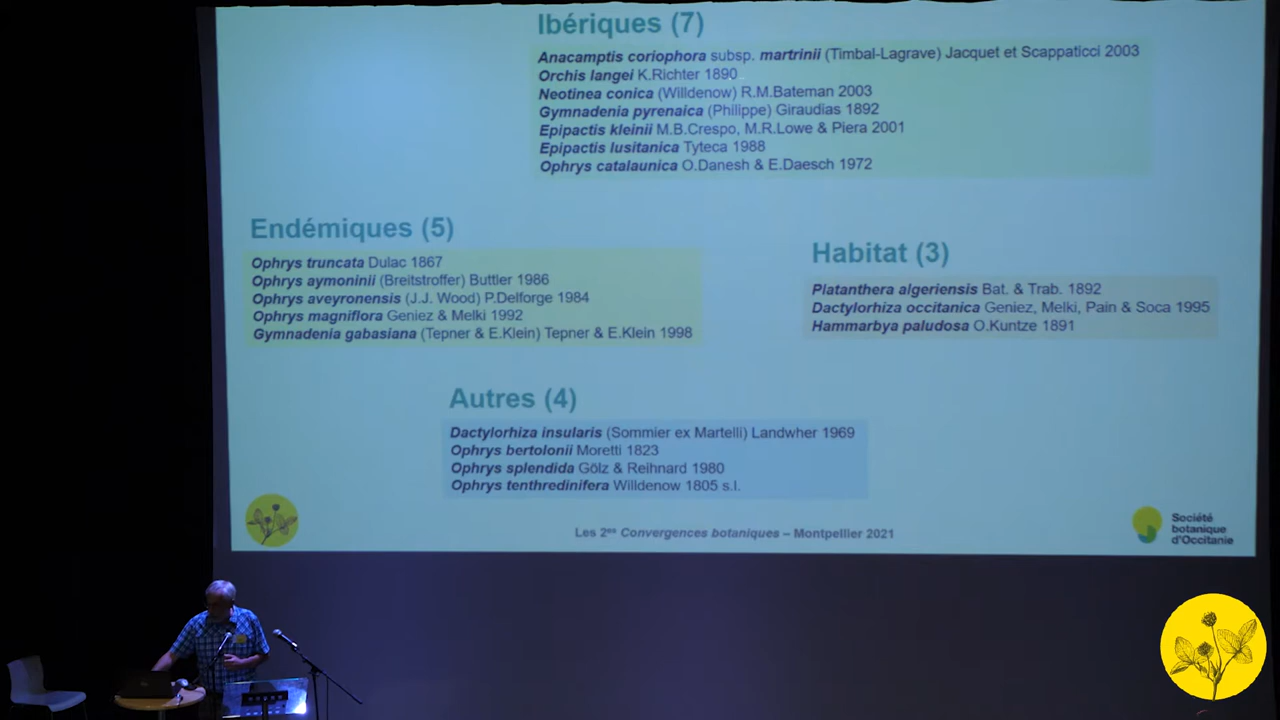 Ibériques (7)
Anacamptis coriophora subsp. martrinii (Timbal-Lagrave) Jacquet et Scappaticci 2003
Orchis langei K.Richter 1890
Neotinea conica (Willdenow) R.M.Bateman 2003
Gymnadenia pyrenaica (Philippe) Giraudias 1892
Epipactis kleinii M.B.Crespo, M.R.Lowe & Piera 2001
Epipactis lusitanica Tyteca 1988
Ophrys catalaunica O.Danesh & E.Daesch 1972
Endémiques (5)
Ophrys truncata Dulac 1867
Ophrys aymoninii (Breitstroffer) Buttler 1986
Ophrys aveyronensis (J.J. Wood) P.Delforge 1984
Ophrys magniflora Geniez & Melki 1992
Gymnadenia gabasiana (Tepner & E.Klein) Tepner & E.Klein 1998
Habitat (3)
Platanthera algeriensis Bat. & Trab. 1892
Dactylorhiza occitanica Geniez, Melki, Pain & Soca 1995
Hammarbya paludosa O.Kuntze 1891
Autres (4)
Dactylorhiza insularis (Sommier ex Martelli) Landwher 1969
Ophrys bertolonii Moretti 1823
Ophrys splendida Gölz & Reihnard 1980
Ophrys tenthredinifera Willdenow 1805 s.l.
Les 2es Convergences botaniques – Montpellier 2021
Société
botanique
d'Occitanie